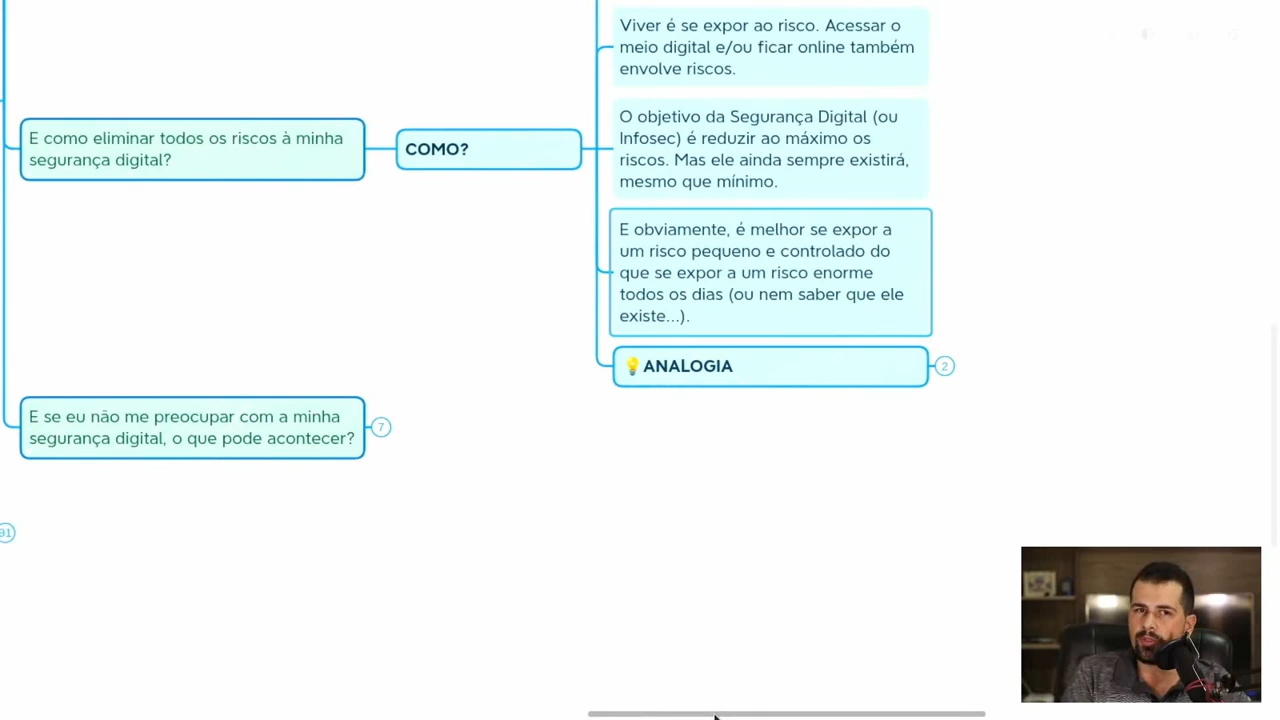 Viver é se expor ao risco. Acessar o
meio digital e/ou ficar online também
envolve riscos.
E como eliminar todos os riscos à minha
segurança digital?
COMO?
O objetivo da Segurança Digital (ou
Infosec) é reduzir ao máximo os
riscos. Mas ele ainda sempre existirá,
mesmo que mínimo.
E obviamente, é melhor se expor a
um risco pequeno e controlado do
que se expor a um risco enorme
todos os dias (ou nem saber que ele
existe...).
💡ANALOGIA
2
E se eu não me preocupar com a minha
segurança digital, o que pode acontecer?
7
91